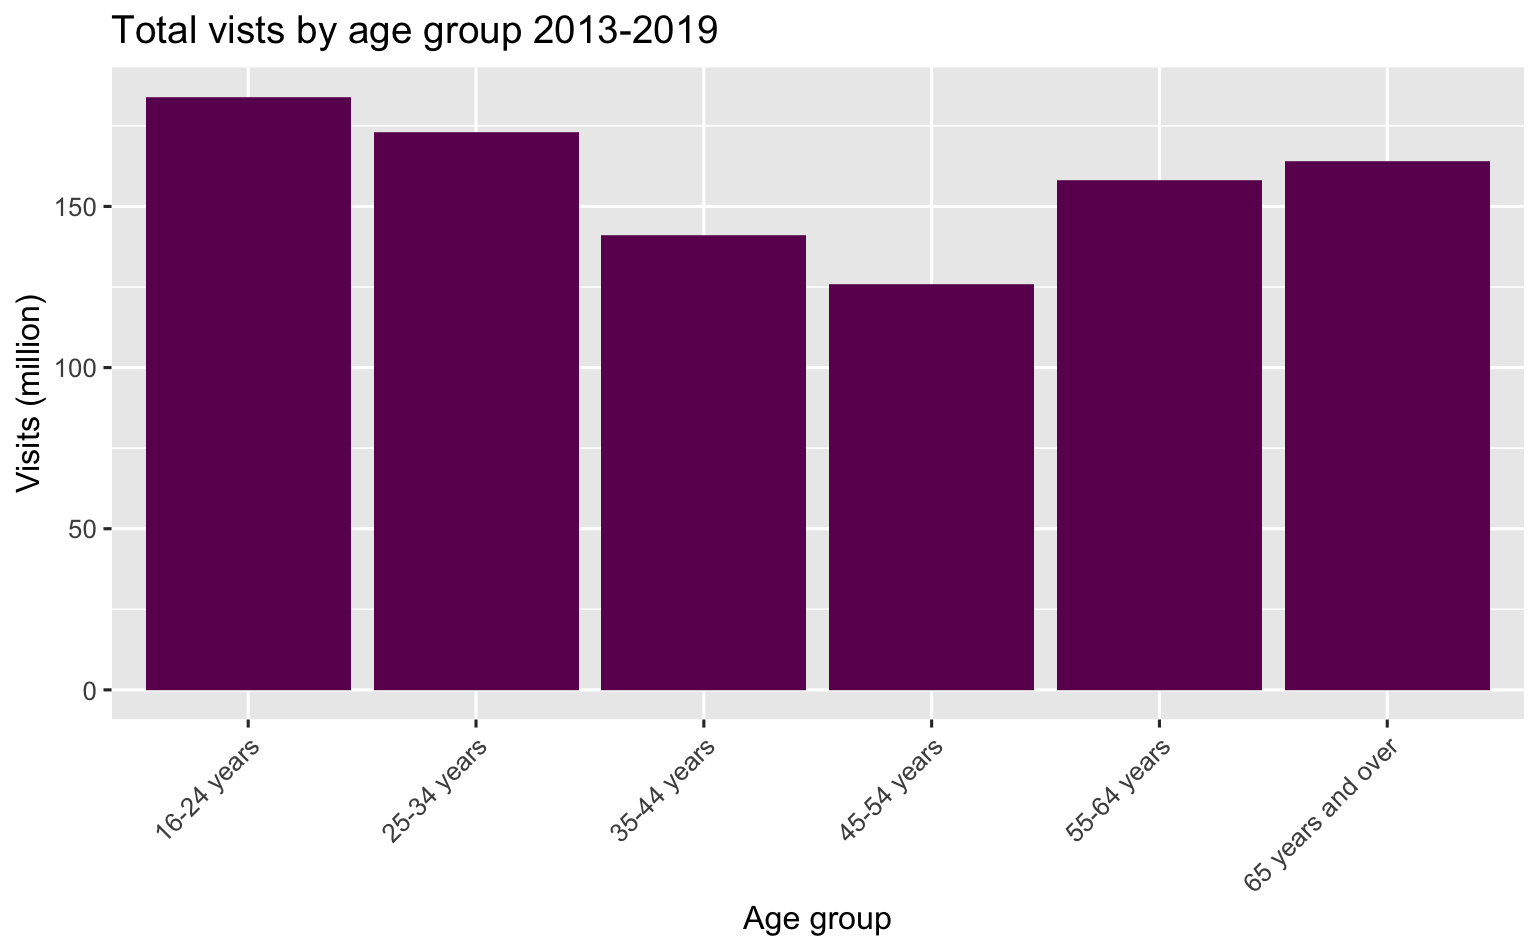 Total vists by age group 2013-2019
Visits (million)
150
100
50
0
16-24 years
25-34 years
35-44 years
45-54 years
55-64 years
65 years and over
Age group